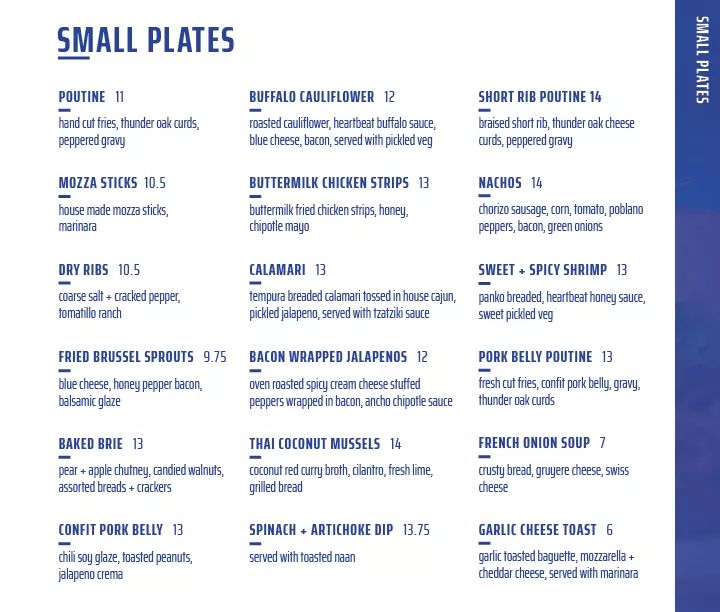 SMALL PLATES
POUTINE 11
hand cut fries, thunder oak curds,
peppered gravy
MOZZA STICKS 10.5
house made mozza sticks,
marinara
DRY RIBS 10.5
coarse salt + cracked pepper,
tomatillo ranch
FRIED BRUSSEL SPROUTS 9.75
blue cheese, honey pepper bacon,
balsamic glaze
BAKED BRIE 13
pear + apple chutney, candied walnuts,
assorted breads + crackers
CONFIT PORK BELLY 13
chili soy glaze, toasted peanuts,
jalapeno crema
BUFFALO CAULIFLOWER 12
roasted cauliflower, heartbeat buffalo sauce,
blue cheese, bacon, served with pickled veg
BUTTERMILK CHICKEN STRIPS 13
buttermilk fried chicken strips, honey,
chipotle mayo
CALAMARI 13
tempura breaded calamari tossed in house cajun,
pickled jalapeno, served with tzatziki sauce
BACON WRAPPED JALAPENOS 12
oven roasted spicy cream cheese stuffed
peppers wrapped in bacon, ancho chipotle sauce
THAI COCONUT MUSSELS 14
coconut red curry broth, cilantro, fresh lime,
grilled bread
SPINACH + ARTICHOKE DIP 13.75
served with toasted naan
SHORT RIB POUTINE 14
braised short rib, thunder oak cheese
curds, peppered gravy
NACHOS 14
chorizo sausage, corn, tomato, poblano
peppers, bacon, green onions
SWEET + SPICY SHRIMP 13
panko breaded, heartbeat honey sauce,
sweet pickled veg
PORK BELLY POUTINE 13
fresh cut fries, confit pork belly, gravy,
thunder oak curds
FRENCH ONION SOUP 7
crusty bread, gruyere cheese, swiss
cheese
GARLIC CHEESE TOAST 6
garlic toasted baguette, mozzarella +
cheddar cheese, served with marinara
SMALL PLATES